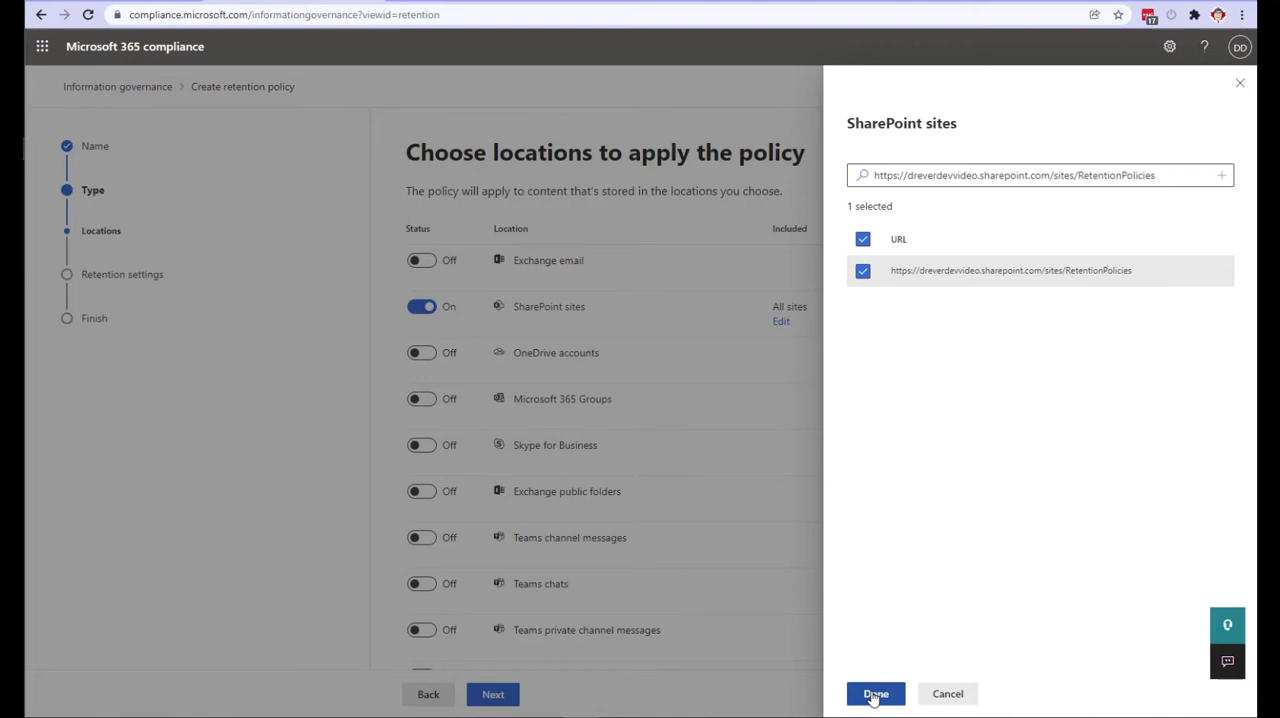 compliance.microsoft.com/informationgovernance?viewid=retention
17
Microsoft 365 compliance
?
DD
Information governance > Create retention policy
Name
Type
Locations
Retention settings
Finish
Choose locations to apply the policy
The policy will apply to content that's stored in the locations you choose.
Status Location Included
Off Exchange email
On SharePoint sites All sites
Edit
Off OneDrive accounts
Off Microsoft 365 Groups
Off Skype for Business
Off Exchange public folders
Off Teams channel messages
Off Teams chats
Off Teams private channel messages
Back Next
SharePoint sites
https://dreverdevvideo.sharepoint.com/sites/RetentionPolicies
1 selected
URL
https://dreverdevvideo.sharepoint.com/sites/RetentionPolicies
Done Cancel